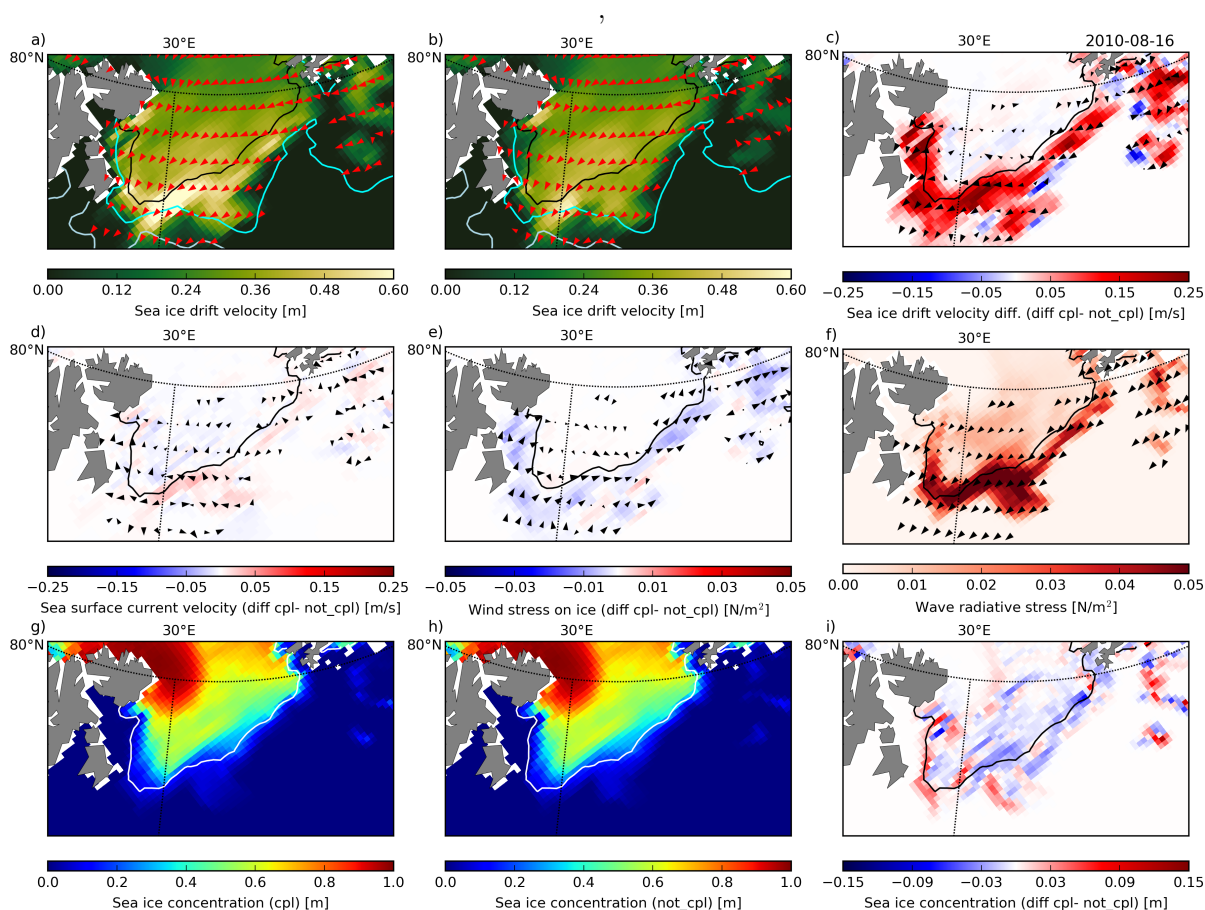 ,
a) 30°E b) 30°E c) 30°E 2010-08-16
80°N 80°N 80°N
0.00 0.12 0.24 0.36 0.48 0.60 0.00 0.12 0.24 0.36 0.48 0.60 −0.25 −0.15 −0.05 0.05 0.15 0.25
Sea ice drift velocity [m] Sea ice drift velocity [m] Sea ice drift velocity diff. (diff cpl- not_cpl) [m/s]
d) 30°E e) 30°E f) 30°E
80°N 80°N 80°N
−0.25 −0.15 −0.05 0.05 0.15 0.25 −0.05 −0.03 −0.01 0.01 0.03 0.05 0.00 0.01 0.02 0.03 0.04 0.05
Sea surface current velocity (diff cpl- not_cpl) [m/s] Wind stress on ice (diff cpl- not_cpl) [N/m²] Wave radiative stress [N/m²]
g) 30°E h) 30°E i) 30°E
80°N 80°N 80°N
0.0 0.2 0.4 0.6 0.8 1.0 0.0 0.2 0.4 0.6 0.8 1.0 −0.15 −0.09 −0.03 0.03 0.09 0.15
Sea ice concentration (cpl) [m] Sea ice concentration (not_cpl) [m] Sea ice concentration (diff cpl- not_cpl) [m]